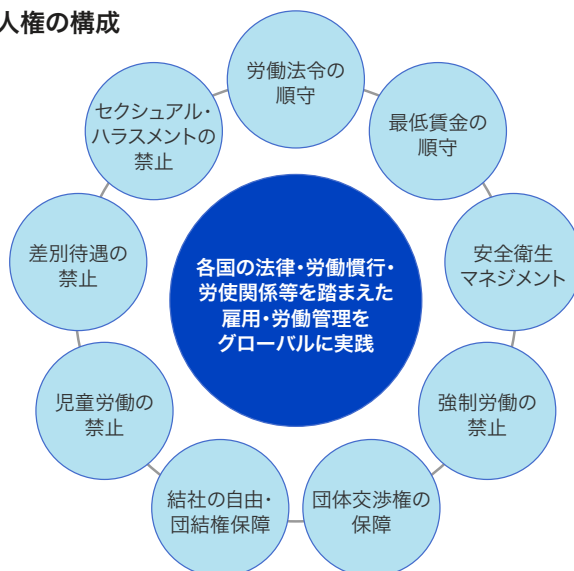 人権の構成
労働法令の
順守
最低賃金の
順守
安全衛生
マネジメント
強制労働の
禁止
団体交渉権の
保障
結社の自由・
団結権保障
児童労働の
禁止
差別待遇の
禁止
セクシュアル・
ハラスメントの
禁止
各国の法律・労働慣行・
労使関係等を踏まえた
雇用・労働管理を
グローバルに実践